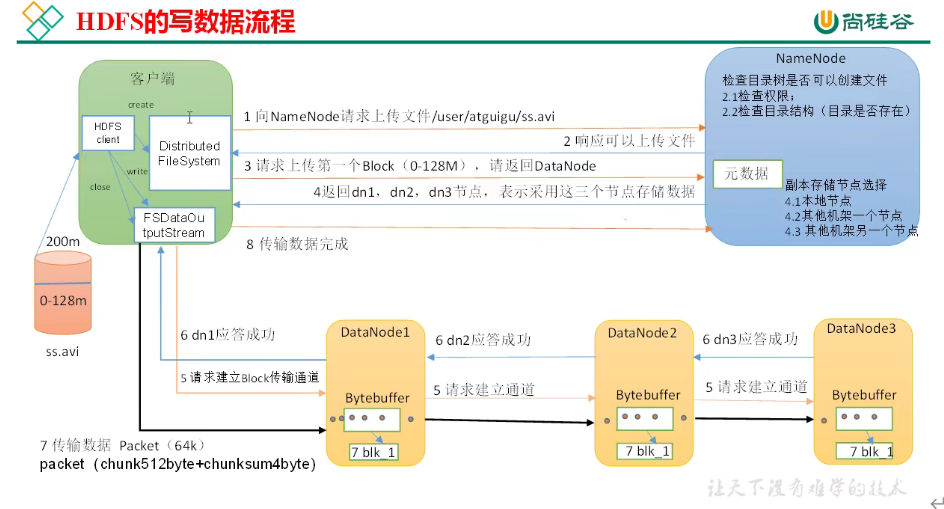 HDFS的写数据流程
尚硅谷
客户端
create
HDFS
client
Distributed
FileSystem
write
close
FSDataOu
tputStream
200m
0-128m
ss.avi
1 向NameNode请求上传文件/user/atguigu/ss.avi
2 响应可以上传文件
3 请求上传第一个Block（0-128M），请返回DataNode
4返回dn1，dn2，dn3节点，表示采用这三个节点存储数据
8 传输数据完成
NameNode
检查目录树是否可以创建文件
2.1检查权限；
2.2检查目录结构（目录是否存在）
元数据
副本存储节点选择
4.1本地节点
4.2其他机架一个节点
4.3 其他机架另一个节点
6 dn1应答成功
5 请求建立Block传输通道
DataNode1
Bytebuffer
7 blk_1
6 dn2应答成功
5 请求建立通道
DataNode2
Bytebuffer
7 blk_1
6 dn3应答成功
5 请求建立通道
DataNode3
Bytebuffer
7 blk_1
7 传输数据 Packet（64k）
packet (chunk512byte+chunksum4byte)
让天下没有难学的技术